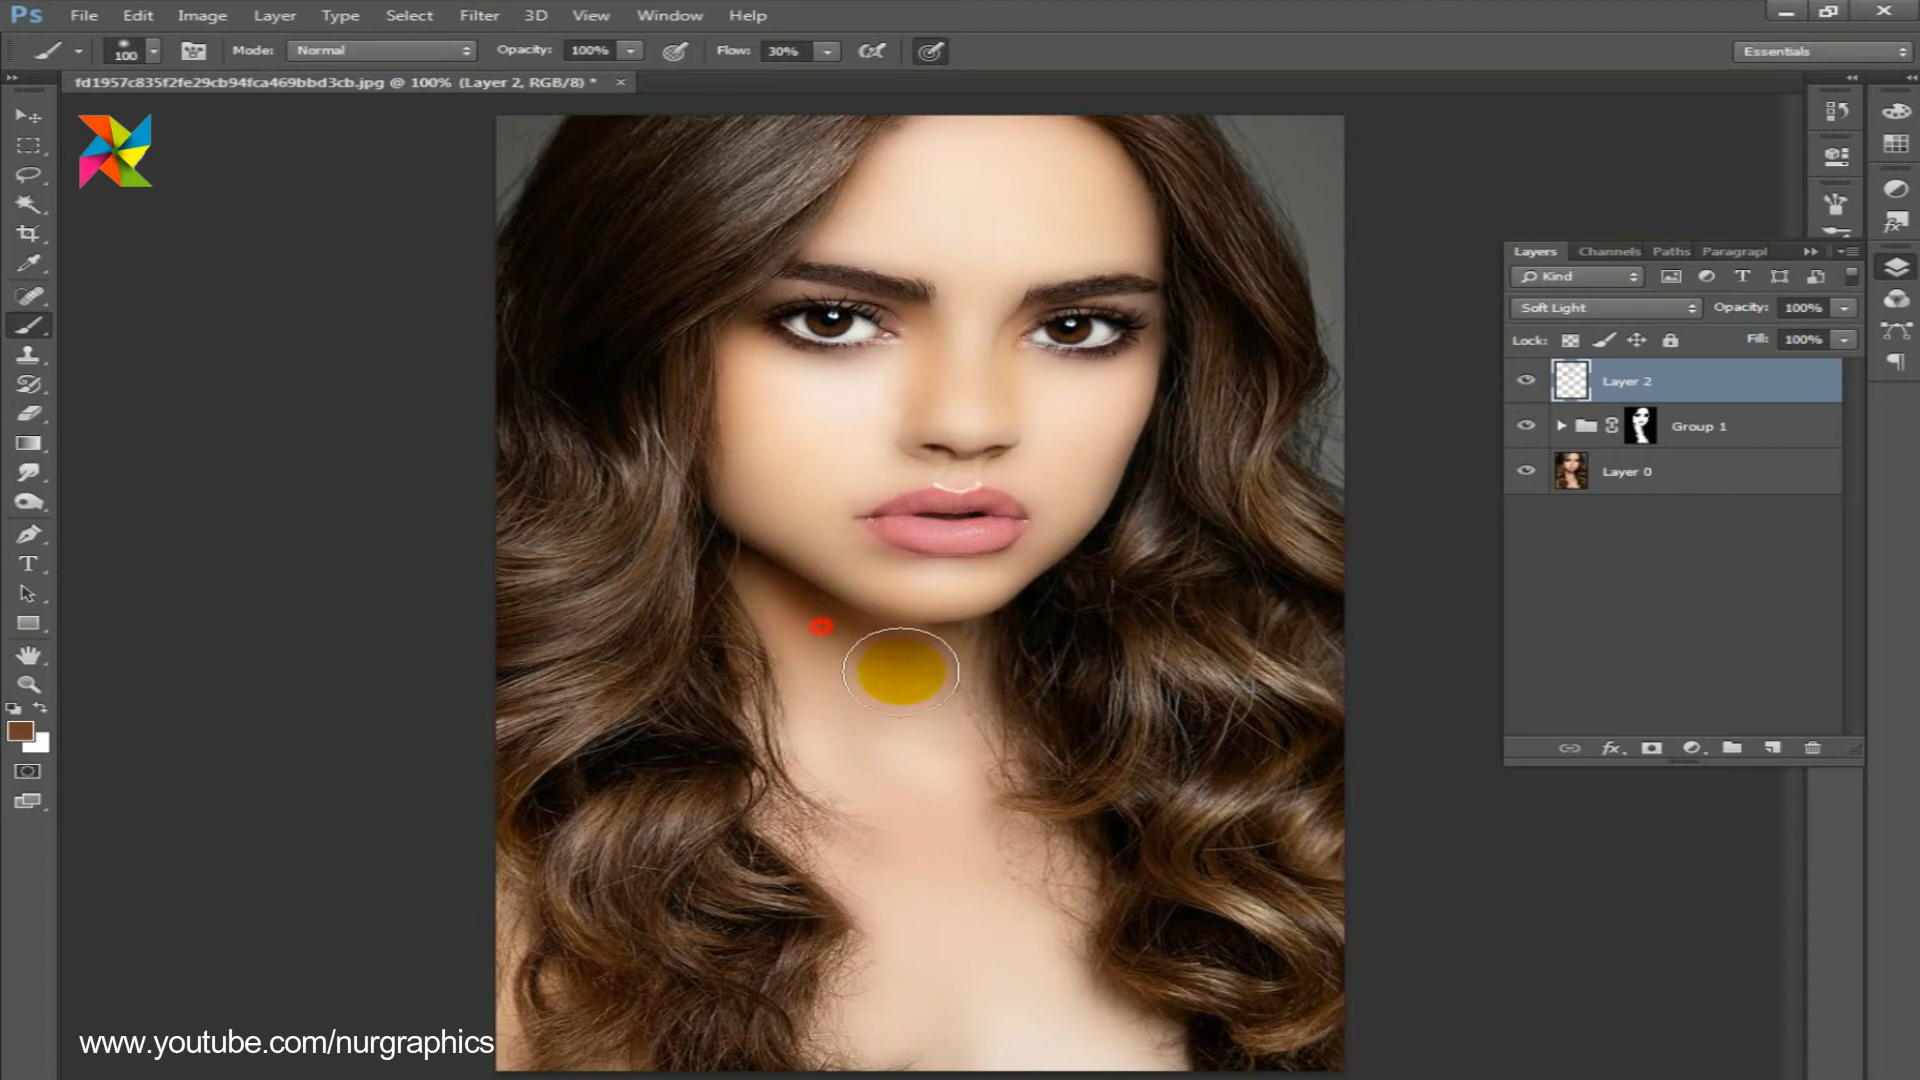 Ps File Edit Image Layer Type Select Filter 3D View Window Help
100 Mode: Normal Opacity: 100% Flow: 30% Essentials
fd1957c835f2fe29cb94fca469bbd3cb.jpg @ 100% (Layer 2, RGB/8) *
Layers Channels Paths Paragrapl
Kind
Soft Light Opacity: 100%
Lock: Fill: 100%
Layer 2
Group 1
Layer 0
www.youtube.com/nurgraphics